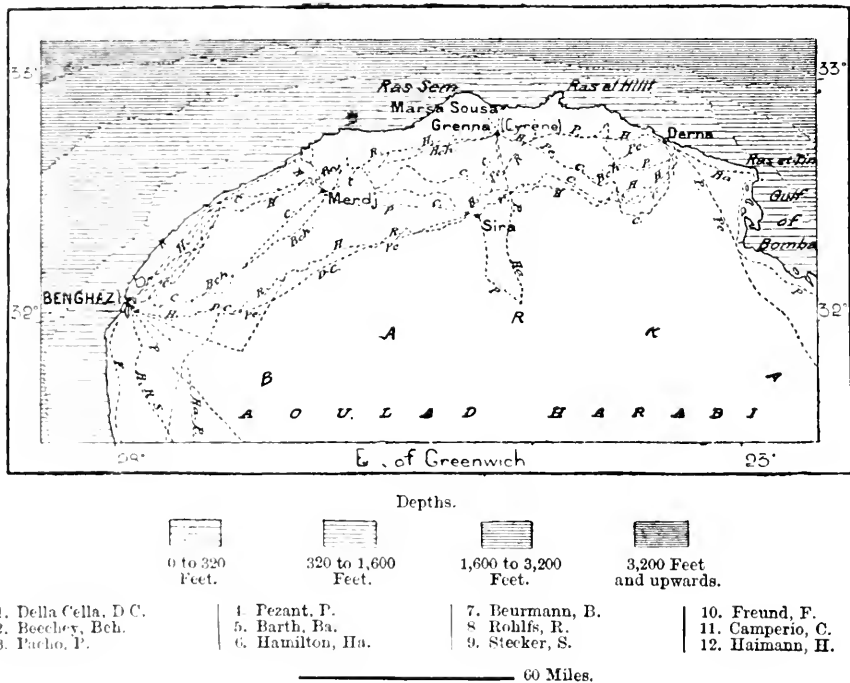 33° 33°
Ras Sem Ras el Hilil
Marsa Sousa
Grenna (Cyrene)
Derna
Ras et Tin
Merdj
Gulf
of
Bomba
Sira
BENGHAZI
32° 32°
B A R K A
A O U L A D H A R A B I
23°
E. of Greenwich
Depths.
0 to 320 320 to 1,600 1,600 to 3,200 3,200 Feet
Feet. Feet. Feet. and upwards.
1. Della Cella, D C. 4. Pezant, P. 7. Beurmann, B. 10. Freund, F.
2. Beechey, Bch. 5. Barth, Ba. 8. Rohlfs, R. 11. Camperio, C.
3. Pacho, P. 6. Hamilton, Ha. 9. Stecker, S. 12. Haimann, H.
60 Miles.